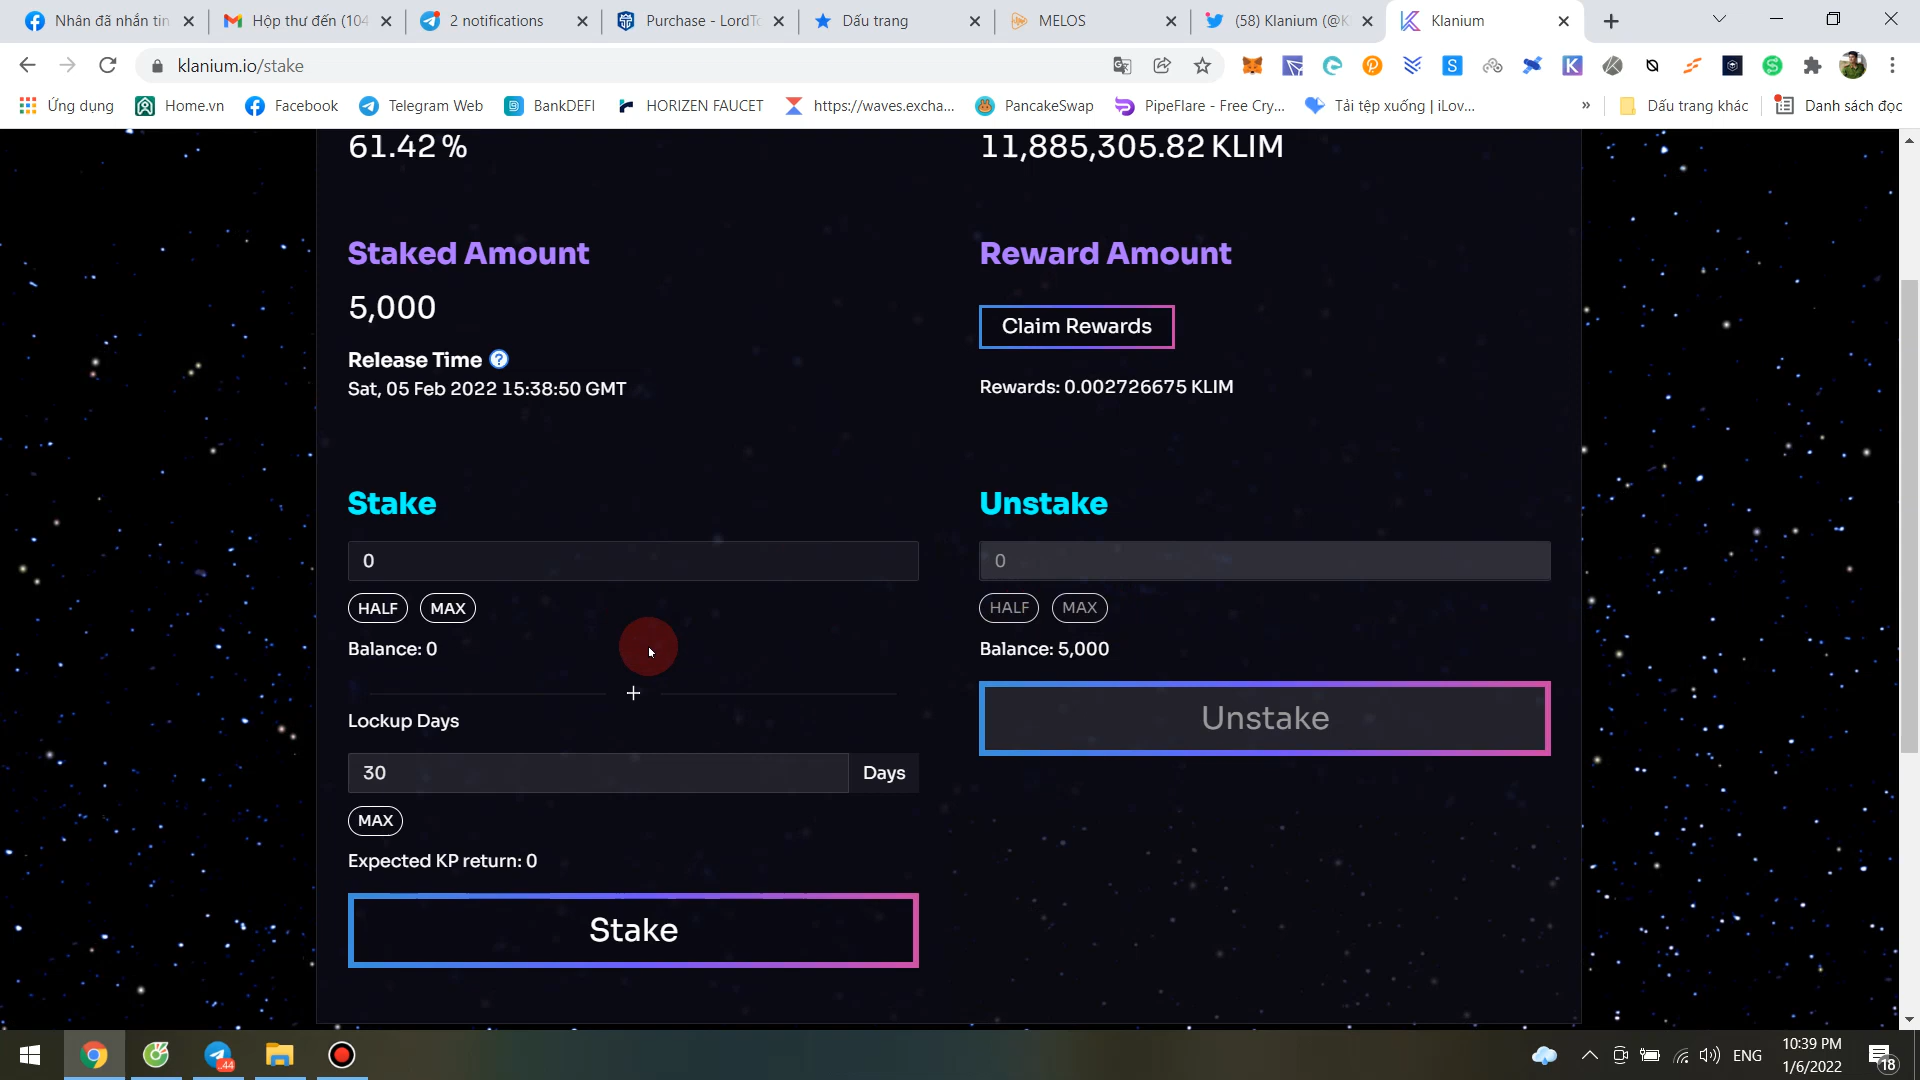 Nhân đã nhắn tin
Hộp thư đến (104
2 notifications
Purchase - LordTo
Dấu trang
MELOS
(58) Klanium (@K
Klanium
klanium.io/stake
Ứng dụng
Home.vn
Facebook
Telegram Web
BankDEFI
HORIZEN FAUCET
https://waves.excha...
PancakeSwap
PipeFlare - Free Cry...
Tải tệp xuống | iLov...
»
Dấu trang khác
Danh sách đọc
61.42 %
11,885,305.82 KLIM
Staked Amount
5,000
Release Time ?
Sat, 05 Feb 2022 15:38:50 GMT
Reward Amount
Claim Rewards
Rewards: 0.002726675 KLIM
Stake
0
HALF MAX
Balance: 0
+
Lockup Days
30 Days
MAX
Expected KP return: 0
Stake
Unstake
0
HALF MAX
Balance: 5,000
Unstake
44
ENG
10:39 PM
1/6/2022
18